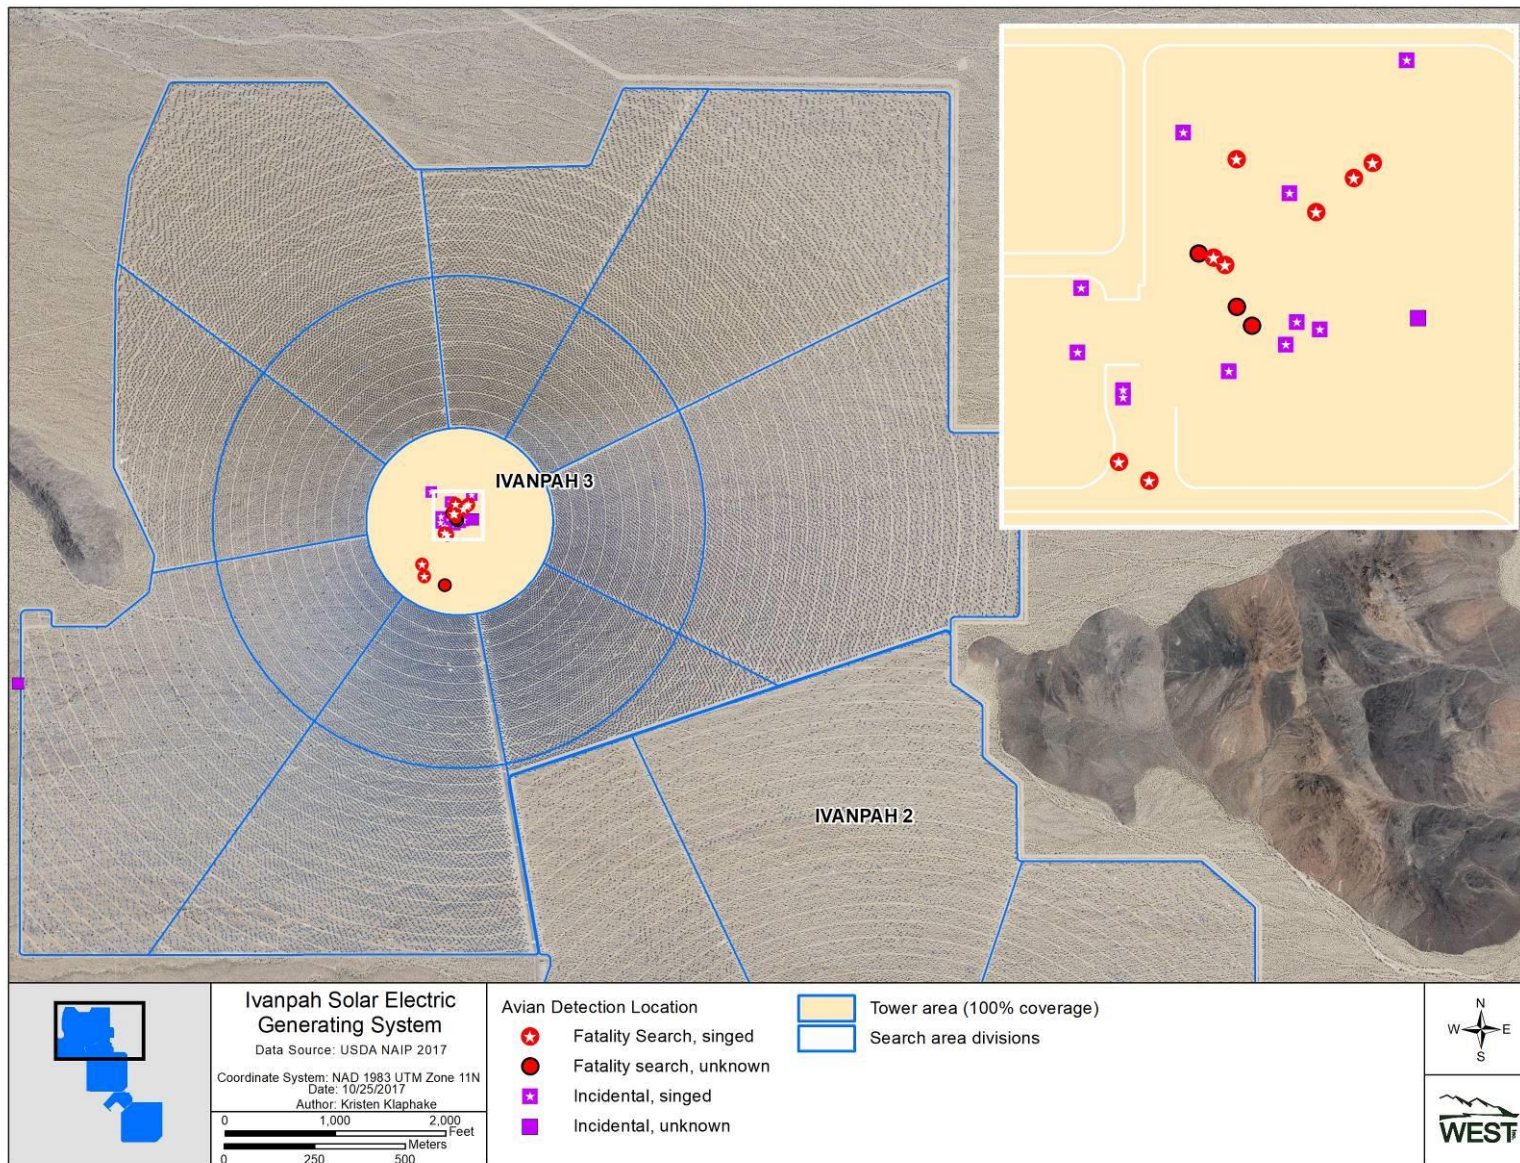 IVANPAH 3
IVANPAH 2
Ivanpah Solar Electric
Generating System
Data Source: USDA NAIP 2017
Coordinate System: NAD 1983 UTM Zone 11N
Date: 10/25/2017
Author: Kristen Klaphake
0 1,000 2,000
Feet
Meters
0 250 500
Avian Detection Location
Fatality Search, singed
Fatality search, unknown
Incidental, singed
Incidental, unknown
Tower area (100% coverage)
Search area divisions
N
W E
S
WEST